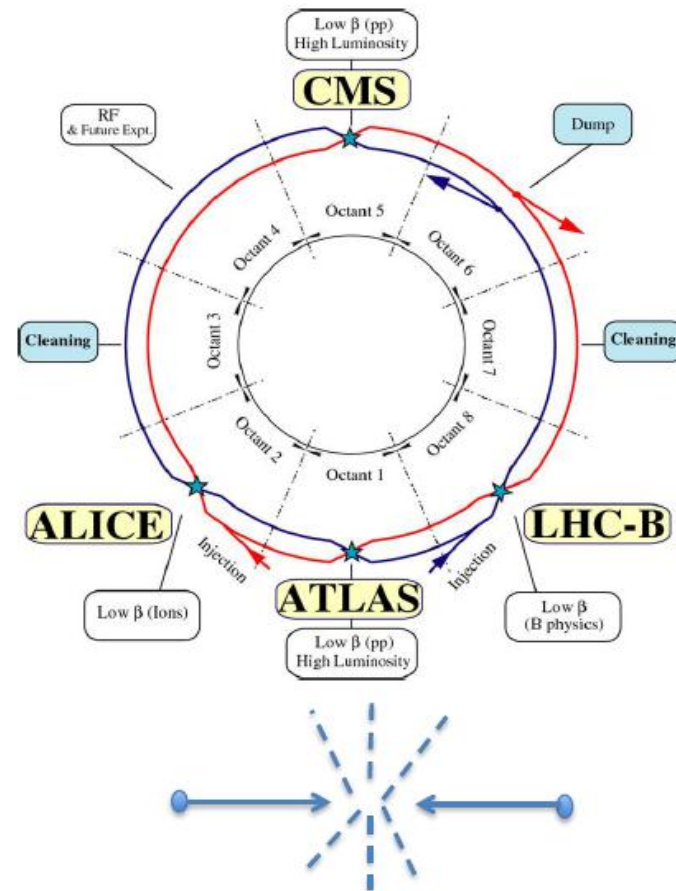 Low β (pp)
High Luminosity
CMS
RF
& Future Expt.
Dump
Octant 5
Octant 4
Octant 6
Octant 3
Octant 7
Cleaning
Cleaning
Octant 2
Octant 8
Octant 1
ALICE
LHC-B
Injection
Injection
ATLAS
Low β (Ions)
Low β
(B physics)
Low β (pp)
High Luminosity